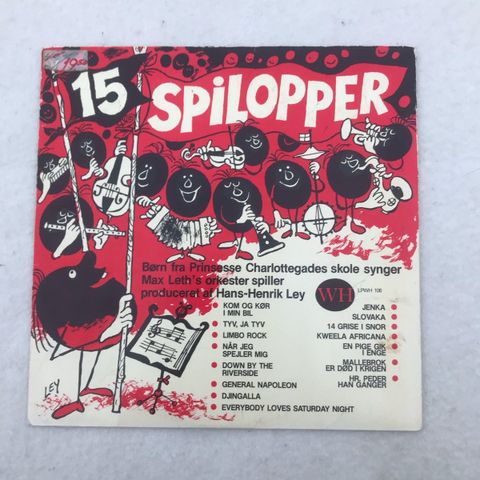 15 SPILOPPER
Børn fra Prinsesse Charlottegades skole synger
Max Leth's orkester spiller
produceret af Hans-Henrik Ley
WH
LPWH 106
KOM OG KØR
I MIN BIL
TYV, JA TYV
LIMBO ROCK
NÅR JEG
SPEJLER MIG
DOWN BY THE
RIVERSIDE
GENERAL NAPOLEON
DJINGALLA
EVERYBODY LOVES SATURDAY NIGHT
JENKA
SLOVAKA
14 GRISE I SNOR
KWEELA AFRICANA
EN PIGE GIK
I ENGE
MALLEBROK
ER DØD I KRIGEN
HR. PEDER
HAN GANGER
LEY